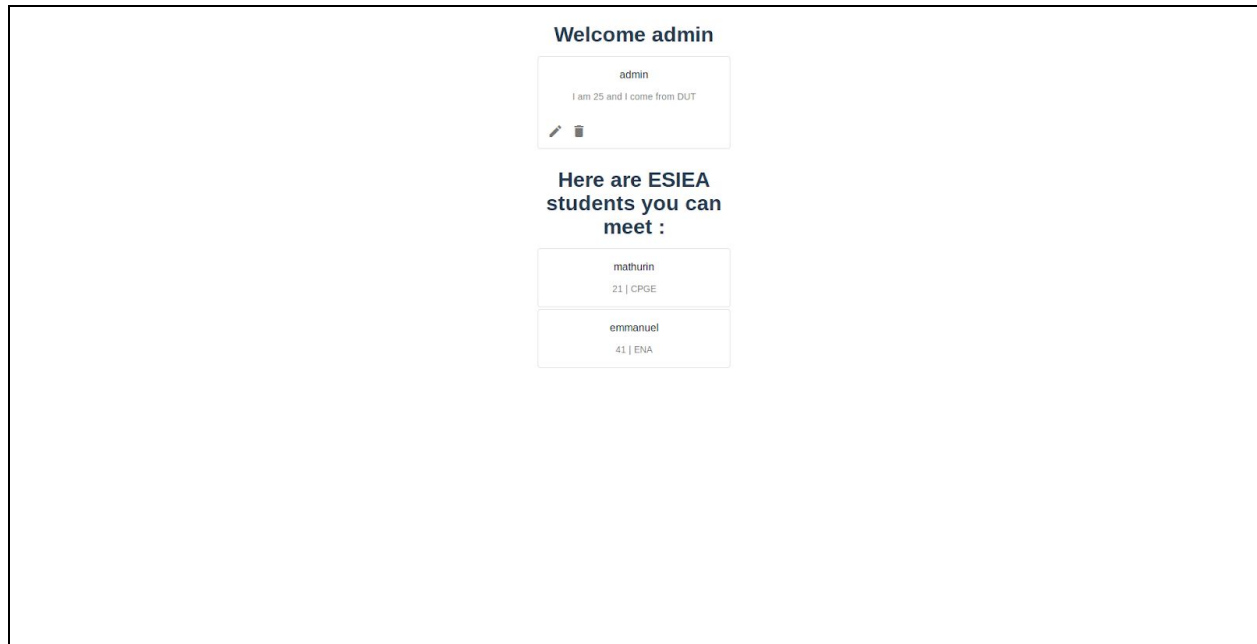 Welcome admin
admin
I am 25 and I come from DUT
Here are ESIEA
students you can
meet :
mathurin
21 | CPGE
emmanuel
41 | ENA